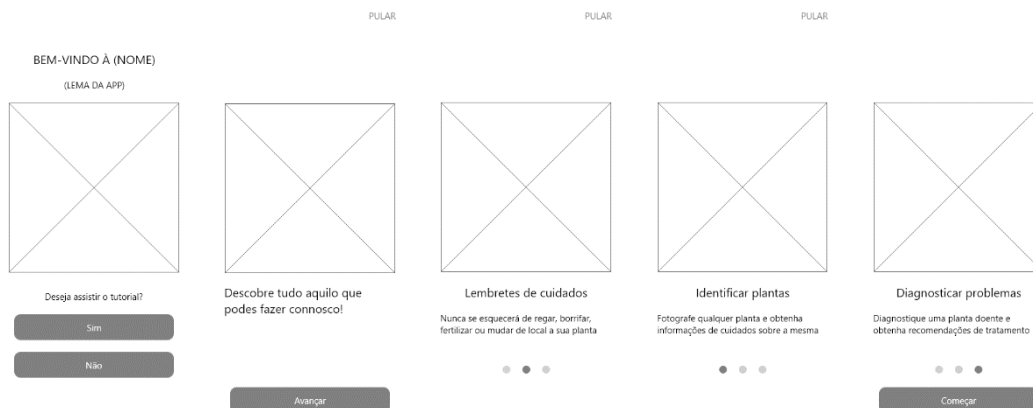 PULAR
PULAR
PULAR
BEM-VINDO À (NOME)
(LEMA DA APP)
Deseja assistir o tutorial?
Sim
Não
Descobre tudo aquilo que
podes fazer connosco!
Avançar
Lembretes de cuidados
Nunca se esquecerá de regar, borrifar,
fertilizar ou mudar de local a sua planta
Identificar plantas
Fotografe qualquer planta e obtenha
informações de cuidados sobre a mesma
Diagnosticar problemas
Diagnostique uma planta doente e
obtenha recomendações de tratamento
Começar